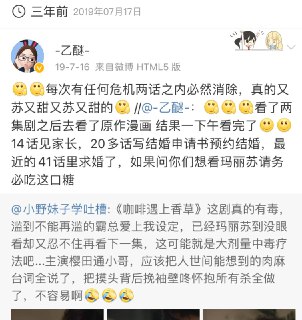 三年前 2019年07月17日
-乙醚-
19-7-16 来自微博 HTML5 版
每次有任何危机两话之内必然消除，真的又
苏又甜又苏又甜的 //@-乙醚-：看了两
集剧之后去看了原作漫画 结果一下午看完了
14话见家长，20多话写结婚申请书预约结婚，最
近的41话里求婚了，如果问你们想看玛丽苏请务
必吃这口糖
@小野妹子学吐槽:《咖啡遇上香草》这剧真的有毒，
滥到不能再滥的霸总爱上我设定，已经玛丽苏到没眼
看却又忍不住再看下一集，这可能就是大剂量中毒疗
法吧...主演樱田通小哥，应该把人世间能想到的肉麻
台词全说了，把摸头背后挽袖壁咚怀抱所有杀全做
了，不容易啊